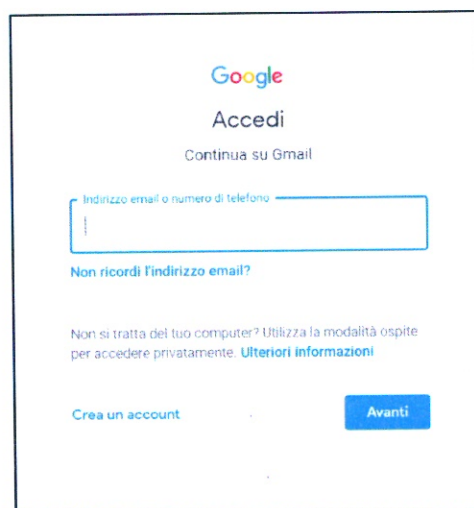 Google
Accedi
Continua su Gmail
Indirizzo email o numero di telefono
Non ricordi l'indirizzo email?
Non si tratta del tuo computer? Utilizza la modalità ospite
per accedere privatamente. Ulteriori informazioni
Crea un account
Avanti